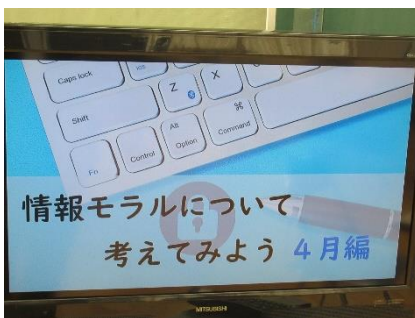 Caps lock
Z
X
Shift
⌘
Alt
Fn
Control
Option
Command
情報モラルについて
考えてみよう 4月編
MITSUBISHI